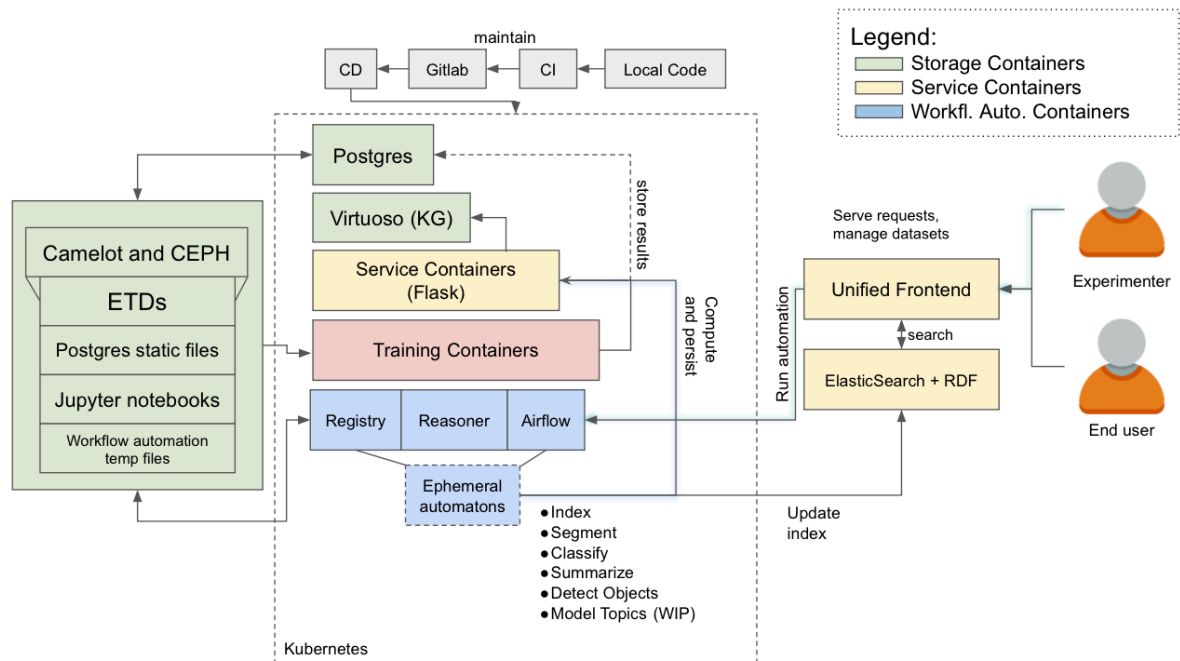 maintain
CD
Gitlab
CI
Local Code
Legend:
Storage Containers
Service Containers
Workfl. Auto. Containers
Postgres
Virtuoso (KG)
Service Containers
(Flask)
Training Containers
Registry
Reasoner
Airflow
Ephemeral
automatons
store results
Compute
and persist
Camelot and CEPH
ETDs
Postgres static files
Jupyter notebooks
Workflow automation
temp files
●Index
●Segment
●Classify
●Summarize
●Detect Objects
●Model Topics (WIP)
Kubernetes
Run automation
Serve requests,
manage datasets
Unified Frontend
search
ElasticSearch + RDF
Update
index
Experimenter
End user